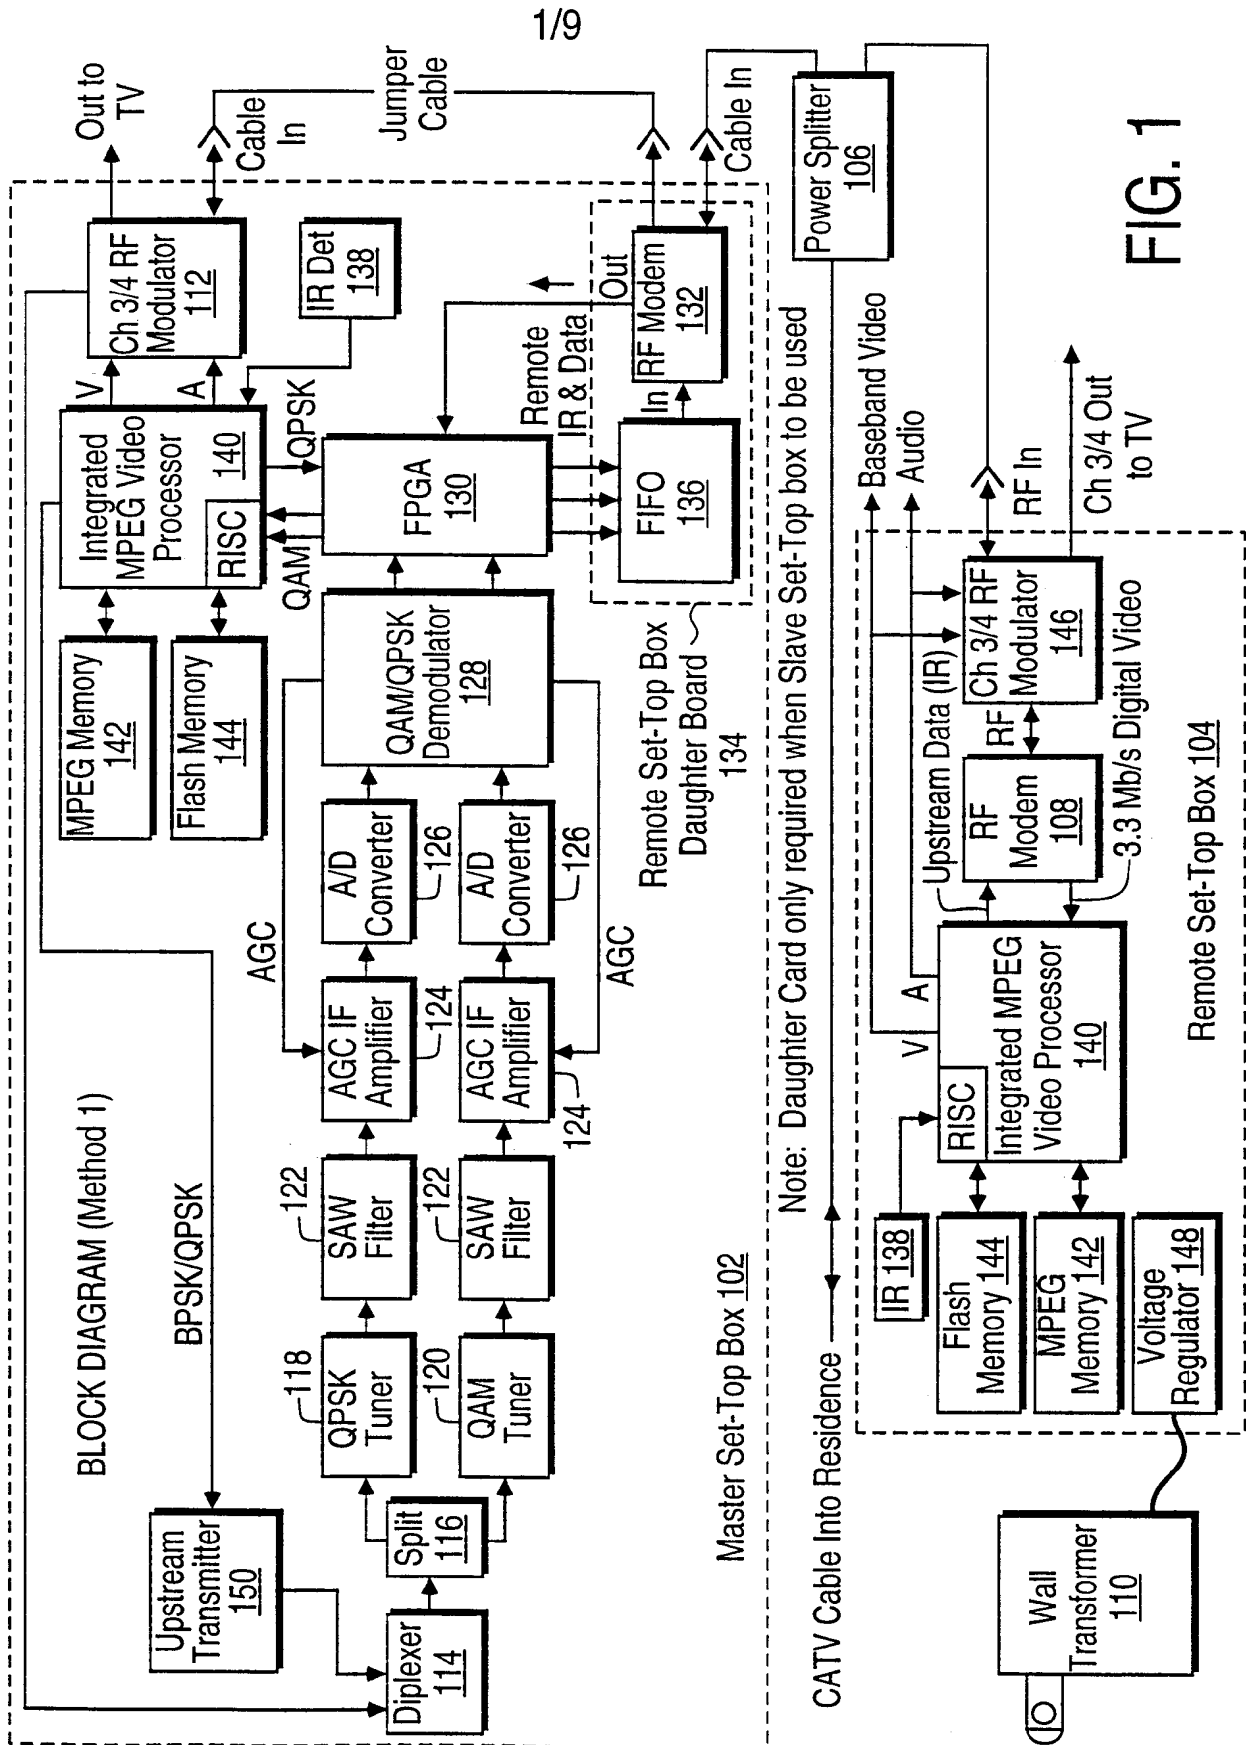 1/9
BLOCK DIAGRAM (Method 1)
Out to
TV
Cable
In
Jumper
Cable
Cable In
Ch 3/4 RF
Modulator
112
IR Det
138
V
A
Integrated
MPEG Video
Processor
140
RISC
MPEG Memory
142
Flash Memory
144
QPSK
QAM
FPGA
130
Remote
IR & Data
Out
RF Modem
132
In
FIFO
136
QAM/QPSK
Demodulator
128
AGC
AGC
A/D
Converter
126
A/D
Converter
126
AGC IF
Amplifier
124
AGC IF
Amplifier
124
SAW
Filter
122
SAW
Filter
122
QPSK
Tuner
118
QAM
Tuner
120
Split
116
Diplexer
114
Upstream
Transmitter
150
BPSK/QPSK
Remote Set-Top Box
Daughter Board
134
Master Set-Top Box 102
Note: Daughter Card only required when Slave Set-Top box to be used
CATV Cable Into Residence
Power Splitter
106
Baseband Video
Audio
RF In
Ch 3/4 Out
to TV
Ch 3/4 RF
Modulator
146
RF
RF
Modem
108
Upstream Data (IR)
3.3 Mb/s Digital Video
V
A
RISC
Integrated MPEG
Video Processor
140
IR 138
Flash
Memory 144
MPEG
Memory 142
Voltage
Regulator 148
Remote Set-Top Box 104
Wall
Transformer
110
FIG. 1